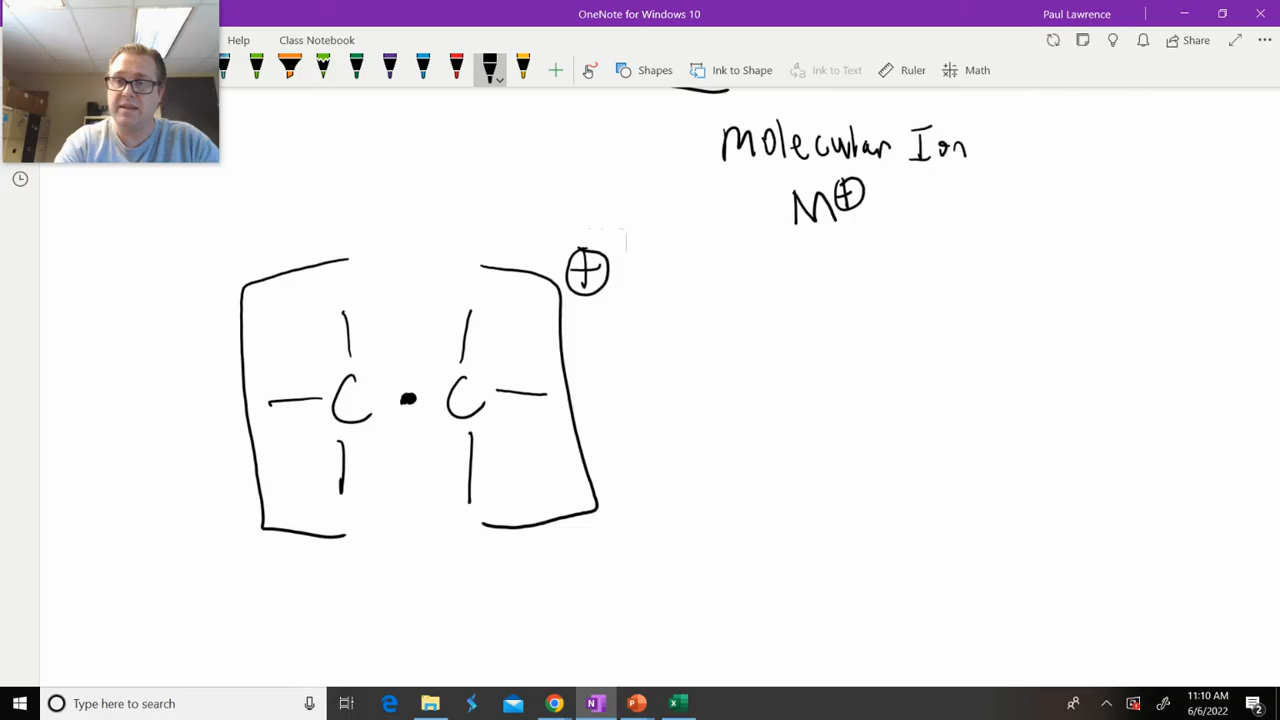 OneNote for Windows 10
Paul Lawrence
Help Class Notebook
Share
Shapes Ink to Shape Ink to Text Ruler Math
Molecular Ion
M⊕
⊕
C • C
Type here to search
11:10 AM
6/6/2022
2